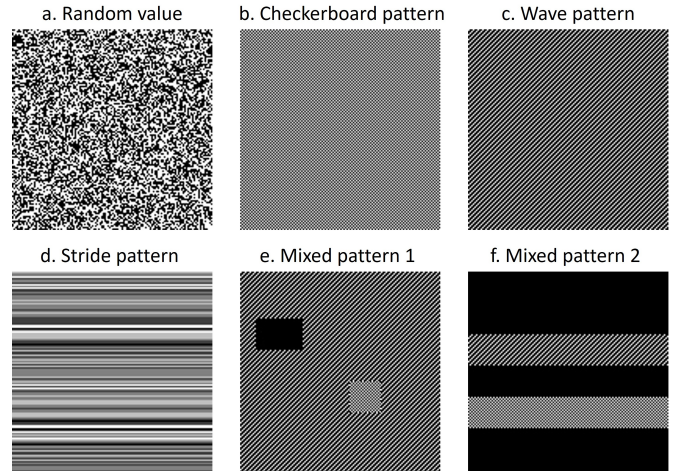 a. Random value
b. Checkerboard pattern
c. Wave pattern
d. Stride pattern
e. Mixed pattern 1
f. Mixed pattern 2